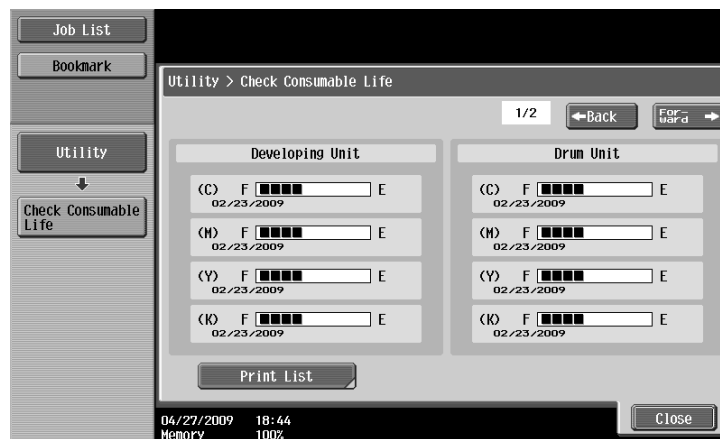 Job List
Bookmark
Utility > Check Consumable Life
1/2 ←Back For-
ward →
Utility
Check Consumable
Life
Developing Unit
(C) F E
02/23/2009
(M) F E
02/23/2009
(Y) F E
02/23/2009
(K) F E
02/23/2009
Drum Unit
(C) F E
02/23/2009
(M) F E
02/23/2009
(Y) F E
02/23/2009
(K) F E
02/23/2009
Print List
04/27/2009 18:44
Memory 100%
Close